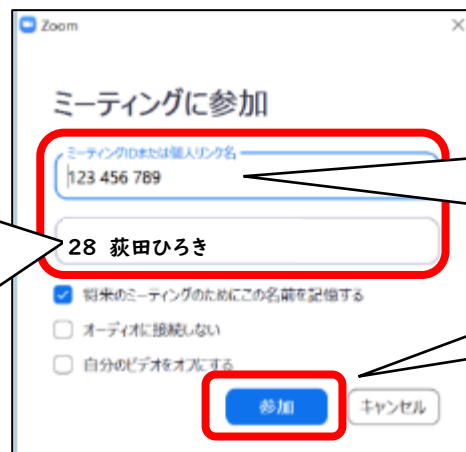 Zoom
ミーティングに参加
ミーティングIDまたは個人リンク名
123 456 789
28 荻田ひろき
将来のミーティングのためにこの名前を記憶する
オーディオに接続しない
自分のビデオをオフにする
参加
キャンセル